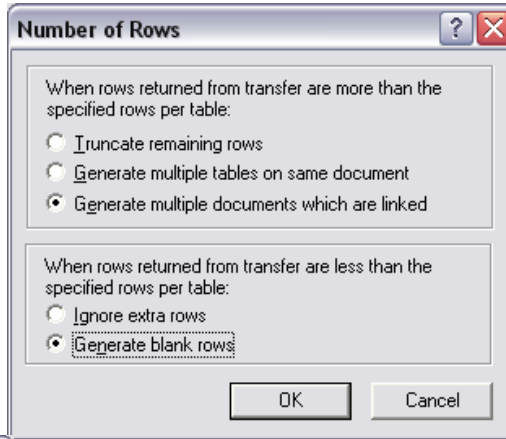 Number of Rows
When rows returned from transfer are more than the
specified rows per table:
Truncate remaining rows
Generate multiple tables on same document
Generate multiple documents which are linked
When rows returned from transfer are less than the
specified rows per table:
Ignore extra rows
Generate blank rows
OK
Cancel